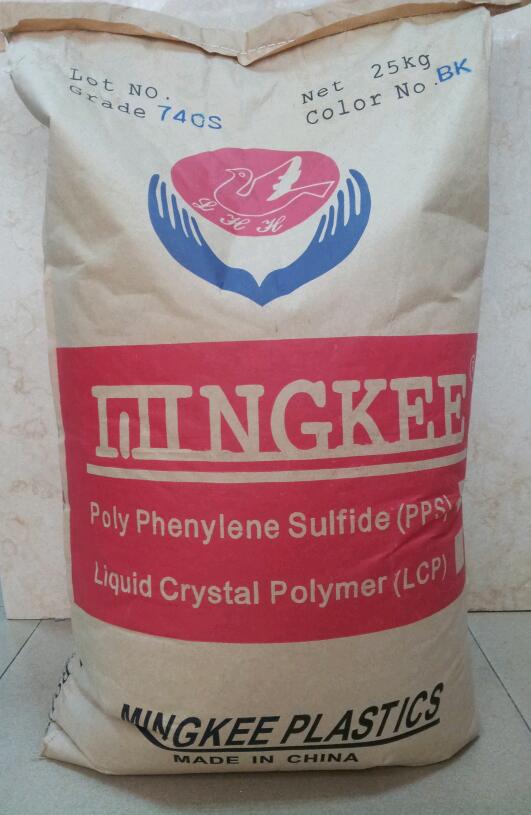 Lot NO.
Net 25kg
Grade 740S
Color No. BK
L H H
MINGKEE®
Poly Phenylene Sulfide (PPS)
Liquid Crystal Polymer (LCP)
MINGKEE PLASTICS
MADE IN CHINA